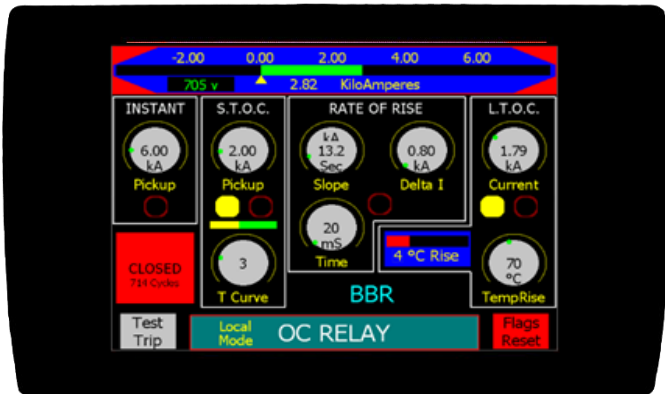 -2.00 0.00 2.00 4.00 6.00
705 v 2.82 KiloAmperes
INSTANT S.T.O.C. RATE OF RISE L.T.O.C.
6.00
kA
Pickup
2.00
kA
Pickup
kA
13.2
Sec
Slope
0.80
kA
Delta I
1.79
kA
Current
20
mS
Time
4 °C Rise
CLOSED
714 Cycles
3
T Curve
70
°C
TempRise
BBR
Test
Trip
Local
Mode
OC RELAY
Flags
Reset